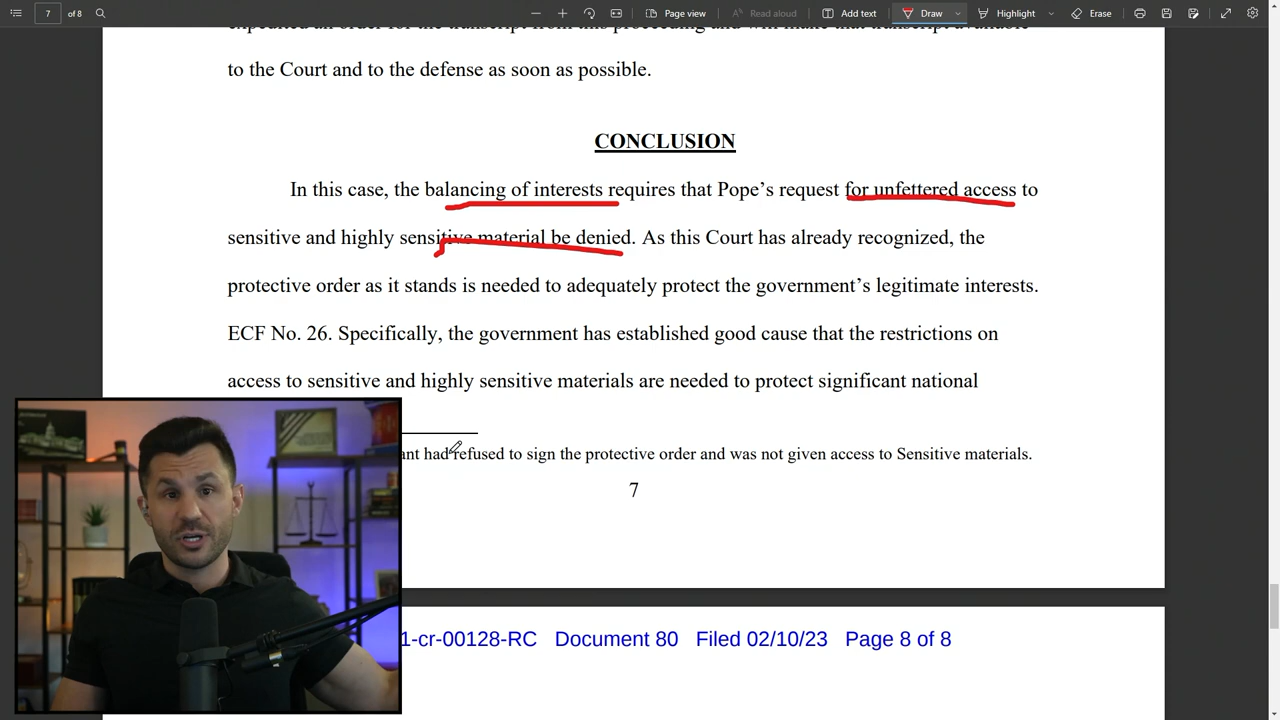 7 of 8 Page view Read aloud Add text Draw Highlight Erase
to the Court and to the defense as soon as possible.
CONCLUSION
In this case, the balancing of interests requires that Pope’s request for unfettered access to
sensitive and highly sensitive material be denied. As this Court has already recognized, the
protective order as it stands is needed to adequately protect the government’s legitimate interests.
ECF No. 26. Specifically, the government has established good cause that the restrictions on
access to sensitive and highly sensitive materials are needed to protect significant national
ant had refused to sign the protective order and was not given access to Sensitive materials.
7
1-cr-00128-RC Document 80 Filed 02/10/23 Page 8 of 8